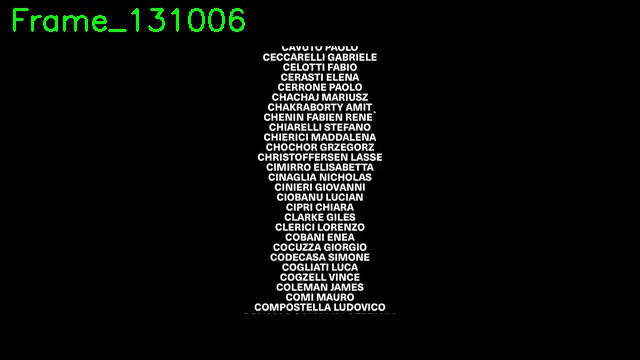 Frame_131006
CAVUTO PAOLO
CECCARELLI GABRIELE
CELOTTI FABIO
CERASTI ELENA
CERRONE PAOLO
CHACHAJ MARIUSZ
CHAKRABORTY AMIT
CHENIN FABIEN RENE`
CHIARELLI STEFANO
CHIERICI MADDALENA
CHOCHOR GRZEGORZ
CHRISTOFFERSEN LASSE
CIMIRRO ELISABETTA
CINAGLIA NICHOLAS
CINIERI GIOVANNI
CIOBANU LUCIAN
CIPRI CHIARA
CLARKE GILES
CLERICI LORENZO
COBANI ENEA
COCUZZA GIORGIO
CODECASA SIMONE
COGLIATI LUCA
COGZELL VINCE
COLEMAN JAMES
COMI MAURO
COMPOSTELLA LUDOVICO